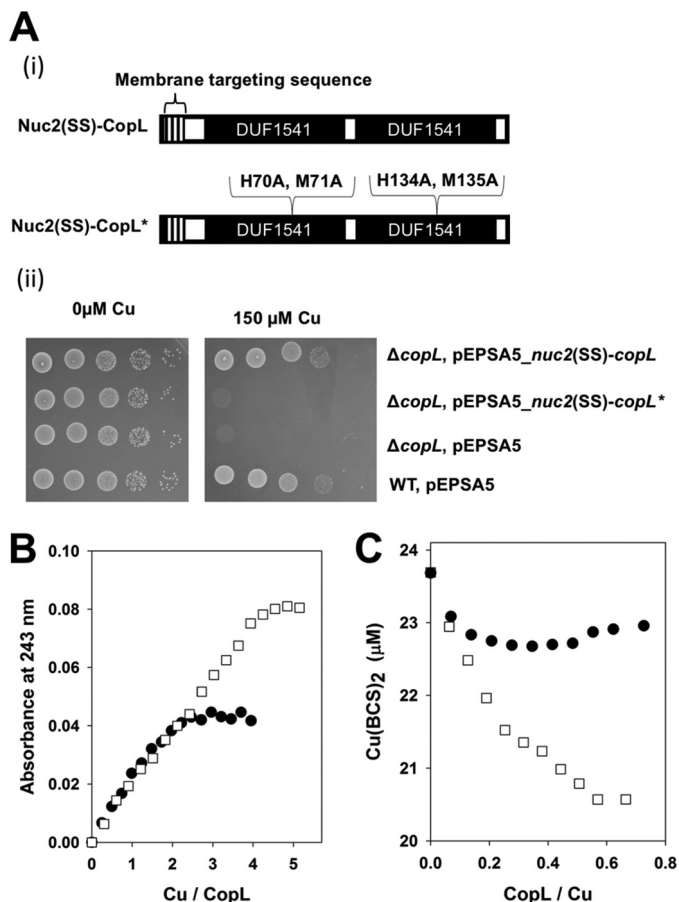 A
(i)
Membrane targeting sequence
Nuc2(SS)-CopL
DUF1541 DUF1541
H70A, M71A H134A, M135A
Nuc2(SS)-CopL*
DUF1541 DUF1541
(ii)
0µM Cu 150 µM Cu
ΔcopL, pEPSA5_nuc2(SS)-copL
ΔcopL, pEPSA5_nuc2(SS)-copL*
ΔcopL, pEPSA5
WT, pEPSA5
B
0.10
0.08
0.06
0.04
0.02
0.00
Absorbance at 243 nm
0 1 2 3 4 5
Cu / CopL
C
24
23
22
21
20
Cu(BCS)2 (µM)
0.0 0.2 0.4 0.6 0.8
CopL / Cu